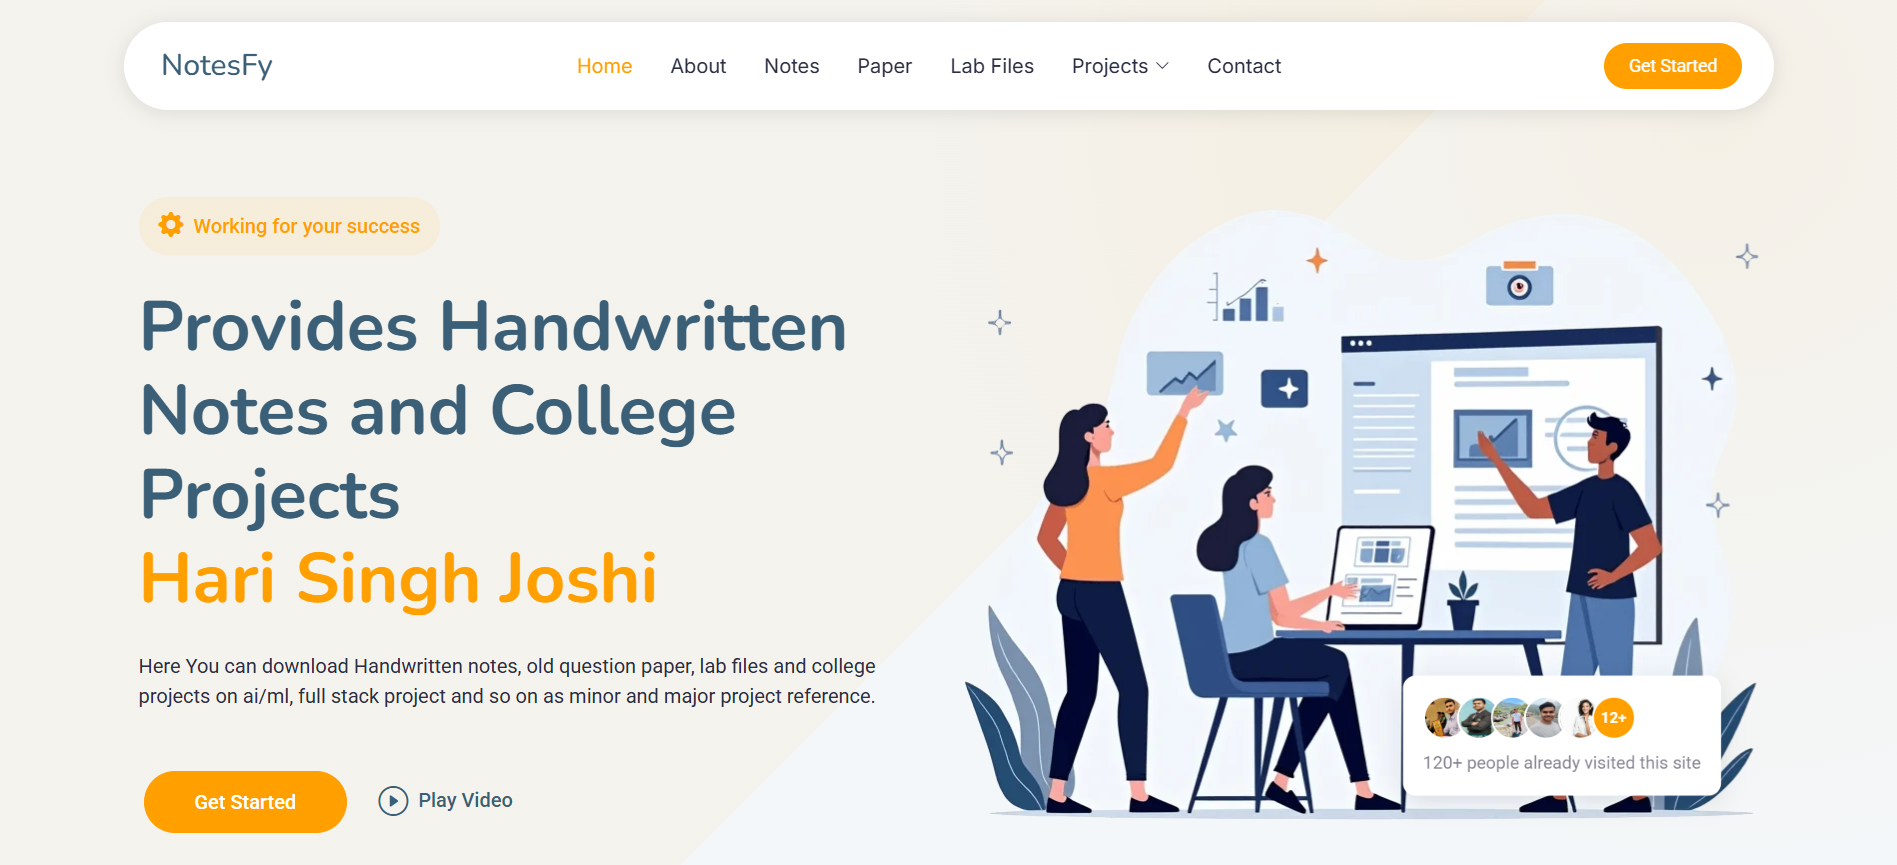 NotesFy
Home About Notes Paper Lab Files Projects Contact
Get Started
Working for your success
Provides Handwritten
Notes and College
Projects
Hari Singh Joshi
Here You can download Handwritten notes, old question paper, lab files and college
projects on ai/ml, full stack project and so on as minor and major project reference.
Get Started
Play Video
12+
120+ people already visited this site